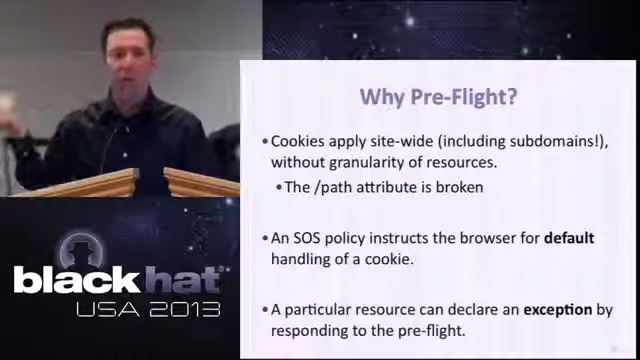 Why Pre-Flight?
•Cookies apply site-wide (including subdomains!),
without granularity of resources.
•The /path attribute is broken
•An SOS policy instructs the browser for default
handling of a cookie.
•A particular resource can declare an exception by
responding to the pre-flight.
blackhat®
USA 2013